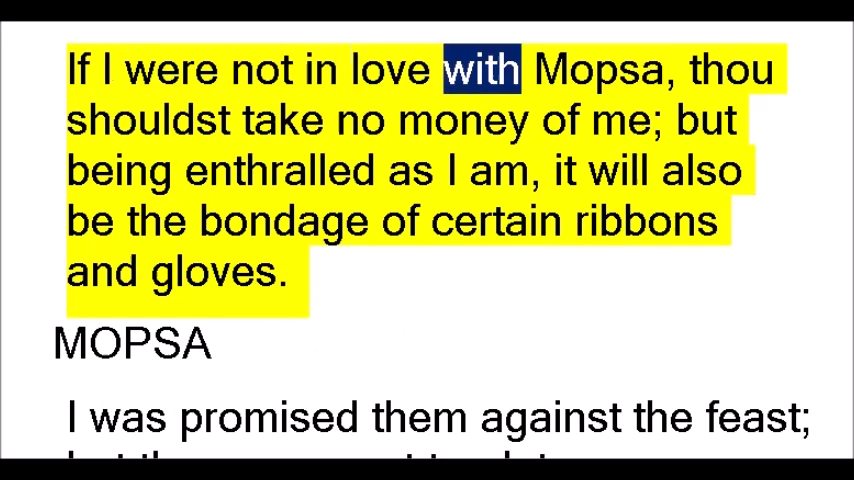 If I were not in love with Mopsa, thou
shouldst take no money of me; but
being enthralled as I am, it will also
be the bondage of certain ribbons
and gloves.
MOPSA
I was promised them against the feast;